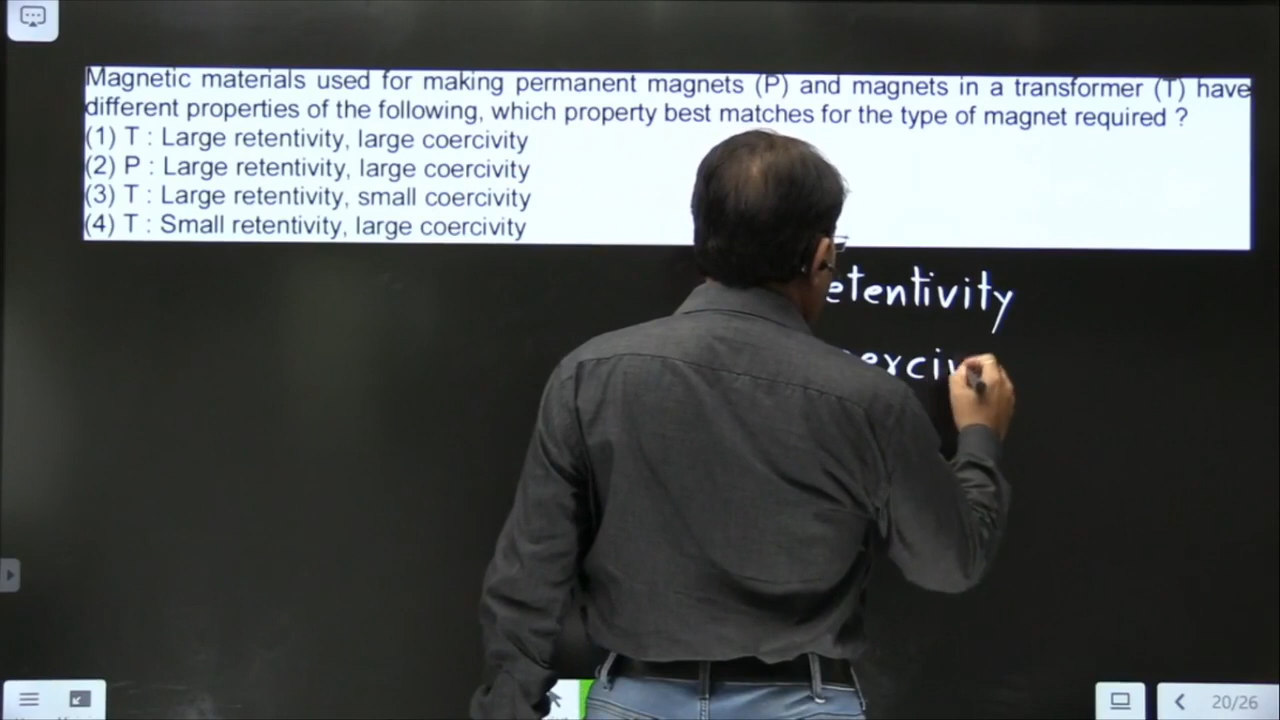 Magnetic materials used for making permanent magnets (P) and magnets in a transformer (T) have
different properties of the following, which property best matches for the type of magnet required ?
(1) T : Large retentivity, large coercivity
(2) P : Large retentivity, large coercivity
(3) T : Large retentivity, small coercivity
(4) T : Small retentivity, large coercivity
etentivity
20/26